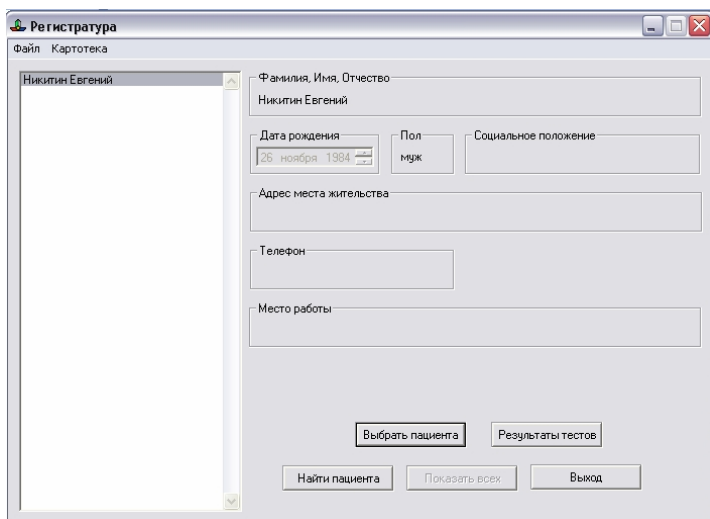 Регистратура
Файл Картотека
Никитин Евгений
Фамилия, Имя, Отчество
Никитин Евгений
Дата рождения
26 ноября 1984
Пол
муж
Социальное положение
Адрес места жительства
Телефон
Место работы
Выбрать пациента
Результаты тестов
Найти пациента
Показать всех
Выход